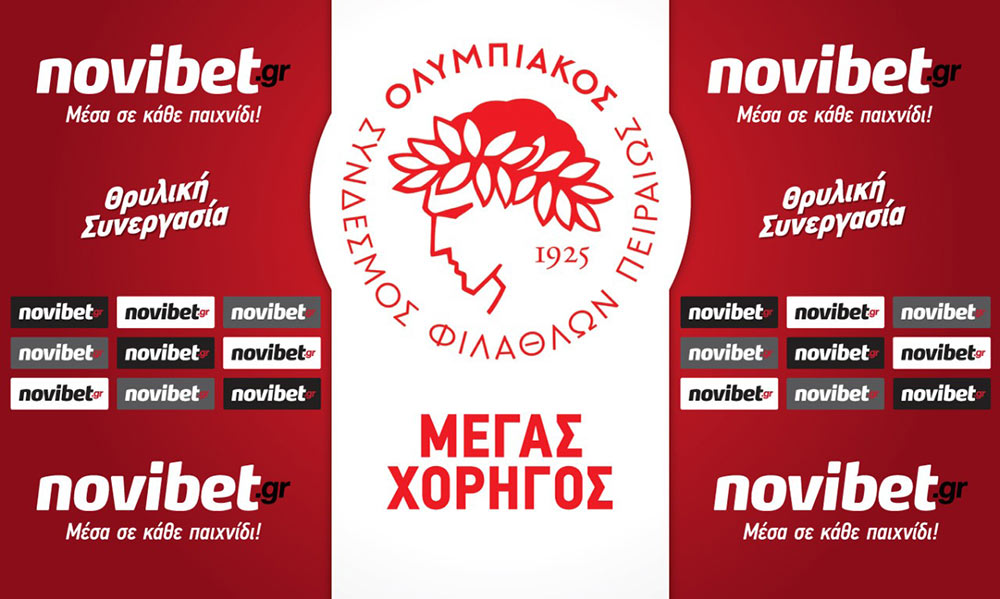 novibet.gr
Μέσα σε κάθε παιχνίδι!
Θρυλική
Συνεργασία
novibet.gr novibet.gr novibet.gr
novibet.gr novibet.gr novibet.gr
novibet.gr novibet.gr novibet.gr
novibet.gr
Μέσα σε κάθε παιχνίδι!
ΟΛΥΜΠΙΑΚΟΣ
ΣΥΝΔΕΣΜΟΣ ΦΙΛΑΘΛΩΝ ΠΕΙΡΑΙΩΣ
1925
ΜΕΓΑΣ
ΧΟΡΗΓΟΣ
novibet.gr
Μέσα σε κάθε παιχνίδι!
Θρυλική
Συνεργασία
novibet.gr novibet.gr novibet.gr
novibet.gr novibet.gr novibet.gr
novibet.gr novibet.gr novibet.gr
novibet.gr
Μέσα σε κάθε παιχνίδι!